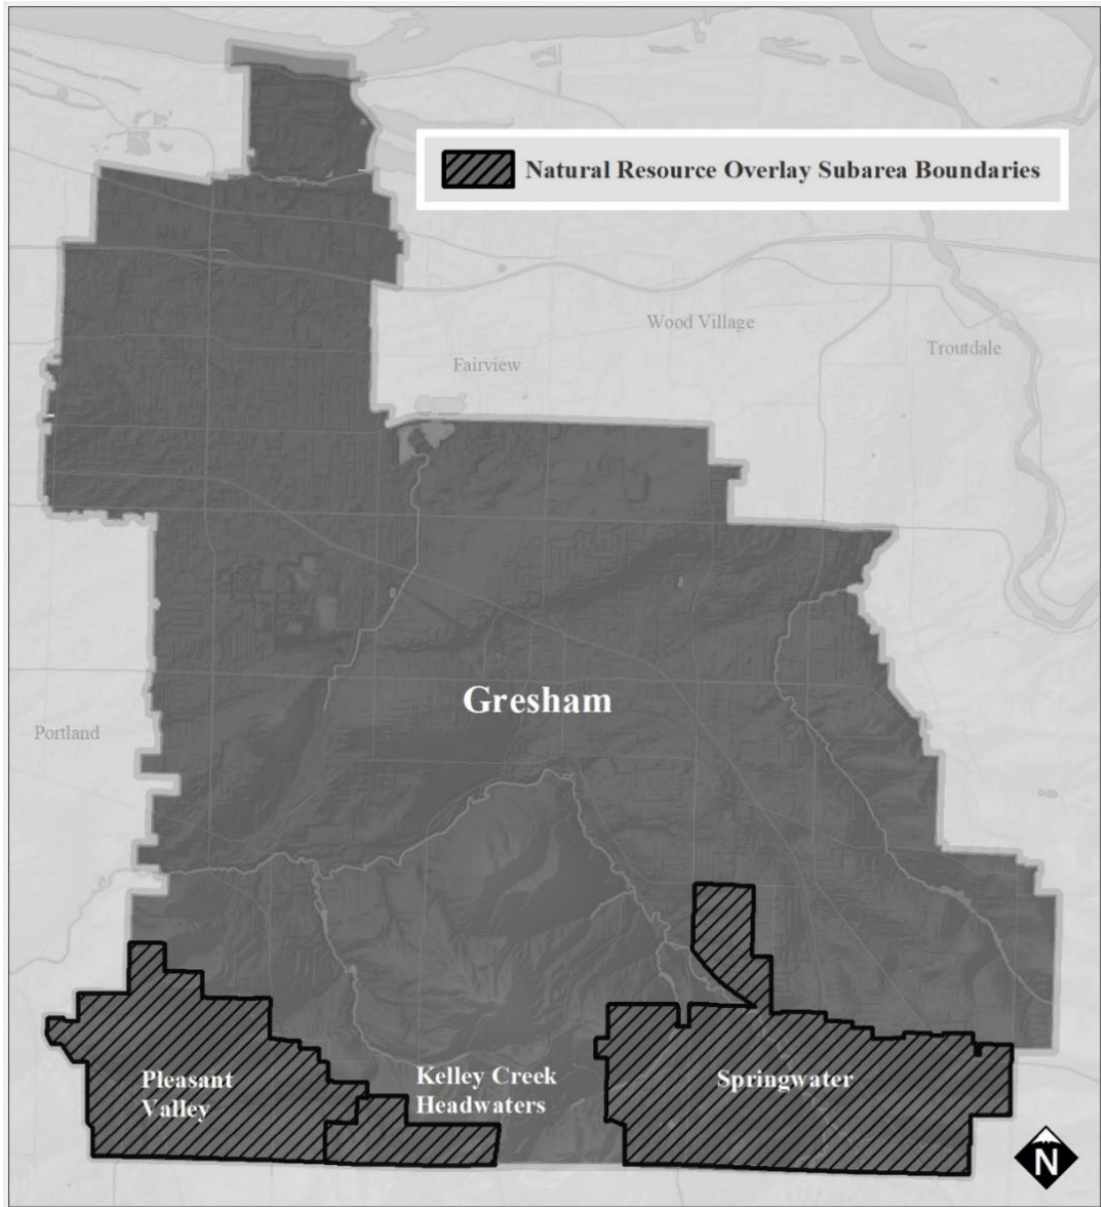 Natural Resource Overlay Subarea Boundaries
Wood Village
Troutdale
Fairview
Gresham
Portland
Kelley Creek
Headwaters
Pleasant
Valley
Springwater
N